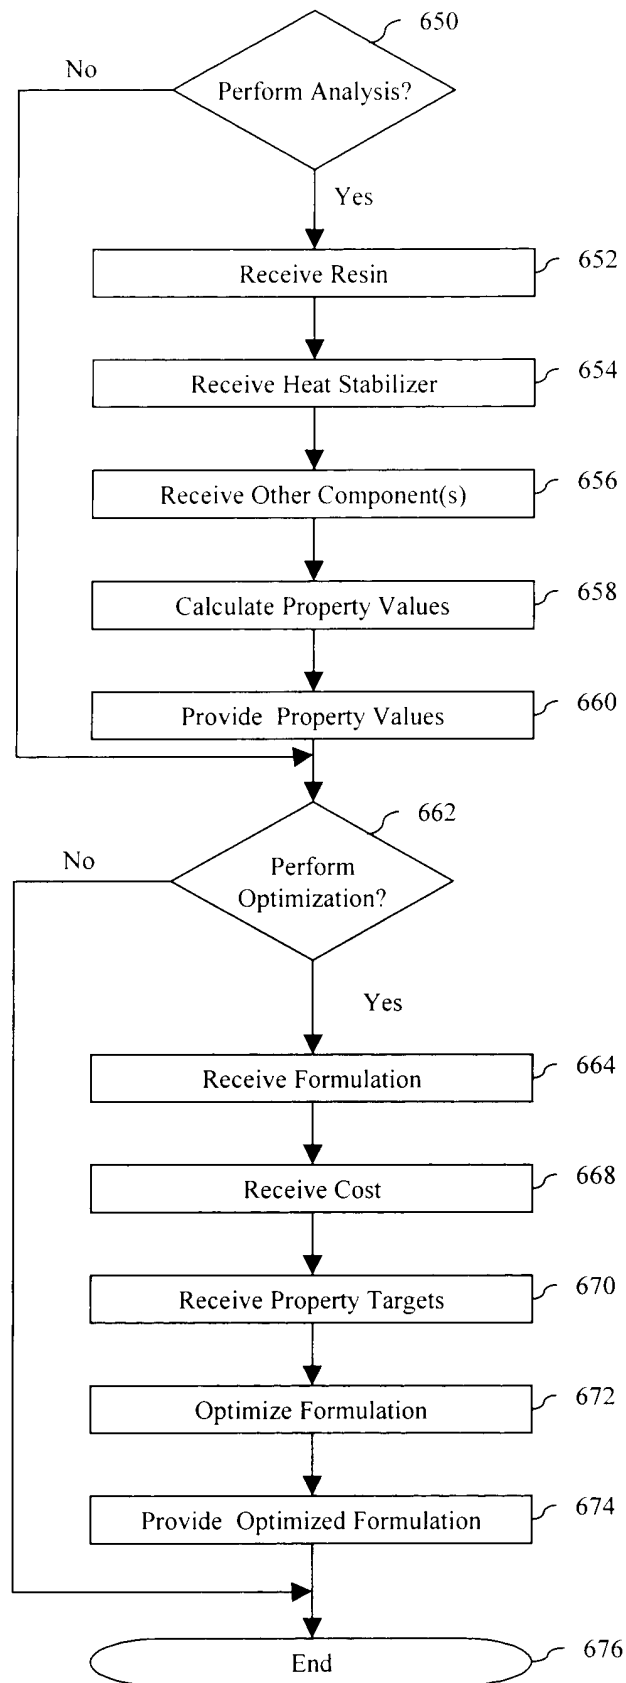 650
No
Perform Analysis?
Yes
652
Receive Resin
654
Receive Heat Stabilizer
656
Receive Other Component(s)
658
Calculate Property Values
660
Provide Property Values
662
No
Perform
Optimization?
Yes
664
Receive Formulation
668
Receive Cost
670
Receive Property Targets
672
Optimize Formulation
674
Provide Optimized Formulation
676
End